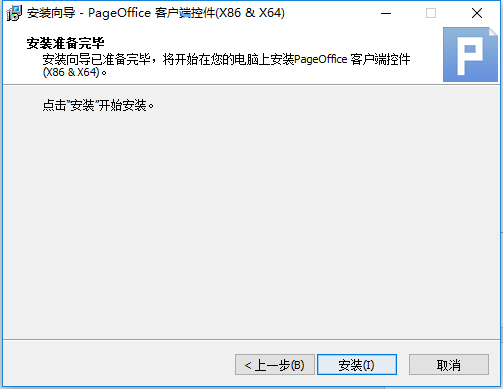 安装向导 - PageOffice 客户端控件(X86 & X64)
安装准备完毕
安装向导已准备完毕，将开始在您的电脑上安装PageOffice 客户端控件
(X86 & X64)。
P
点击"安装"开始安装。
< 上一步(B)
安装(I)
取消